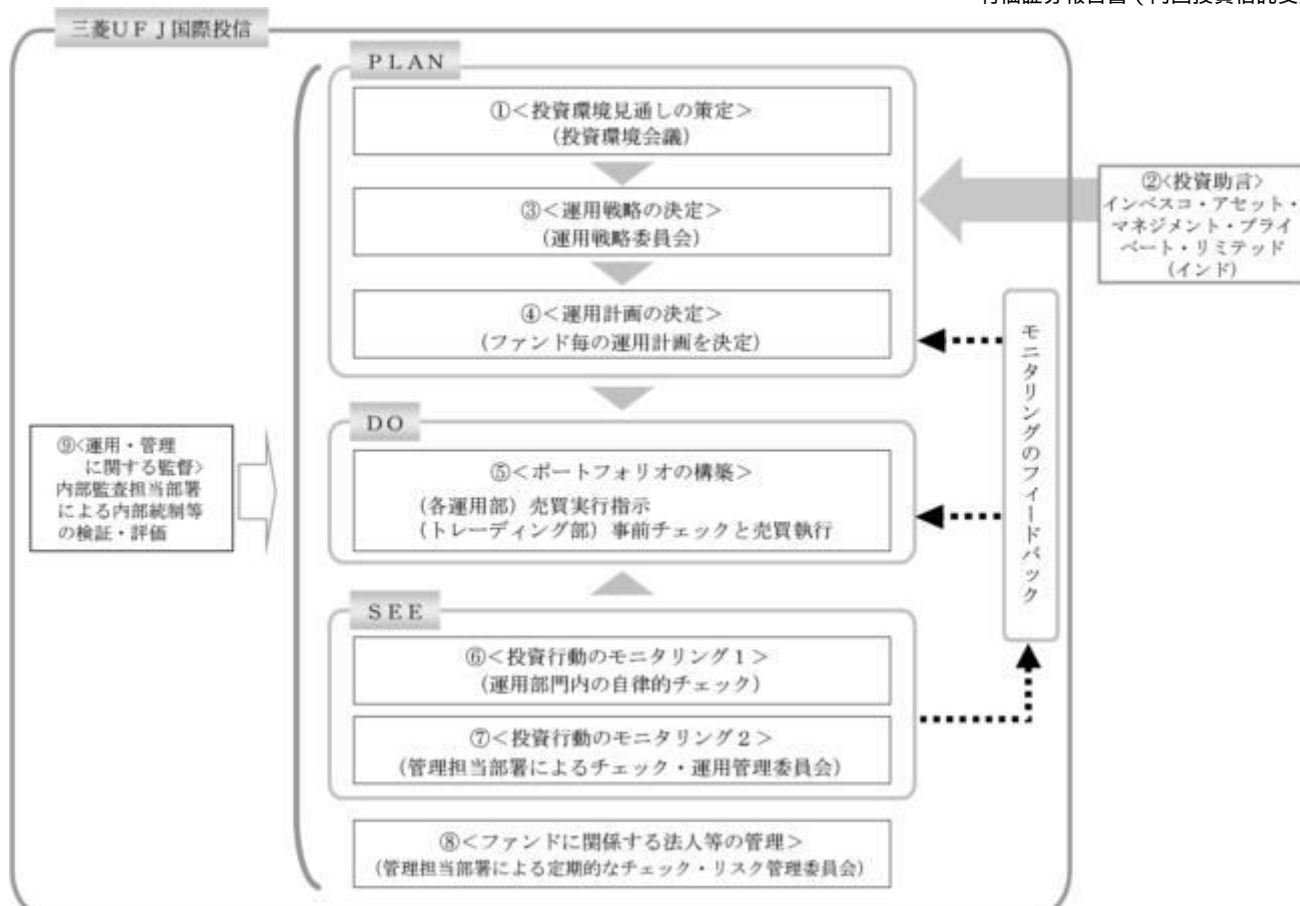 三菱UFJ国際投信
PLAN
①<投資環境見通しの策定>
(投資環境会議)
②<投資助言>
インベスコ・アセット・
マネジメント・プライ
ベート・リミテッド
(インド)
③<運用戦略の決定>
(運用戦略委員会)
④<運用計画の決定>
(ファンド毎の運用計画を決定)
モニタリングのフィードバック
DO
⑤<ポートフォリオの構築>
(各運用部)売買実行指示
(トレーディング部)事前チェックと売買執行
⑨<運用・管理
に関する監督>
内部監査担当部署
による内部統制等
の検証・評価
SEE
⑥<投資行動のモニタリング1>
(運用部門内の自律的チェック)
⑦<投資行動のモニタリング2>
(管理担当部署によるチェック・運用管理委員会)
⑧<ファンドに関係する法人等の管理>
(管理担当部署による定期的なチェック・リスク管理委員会)